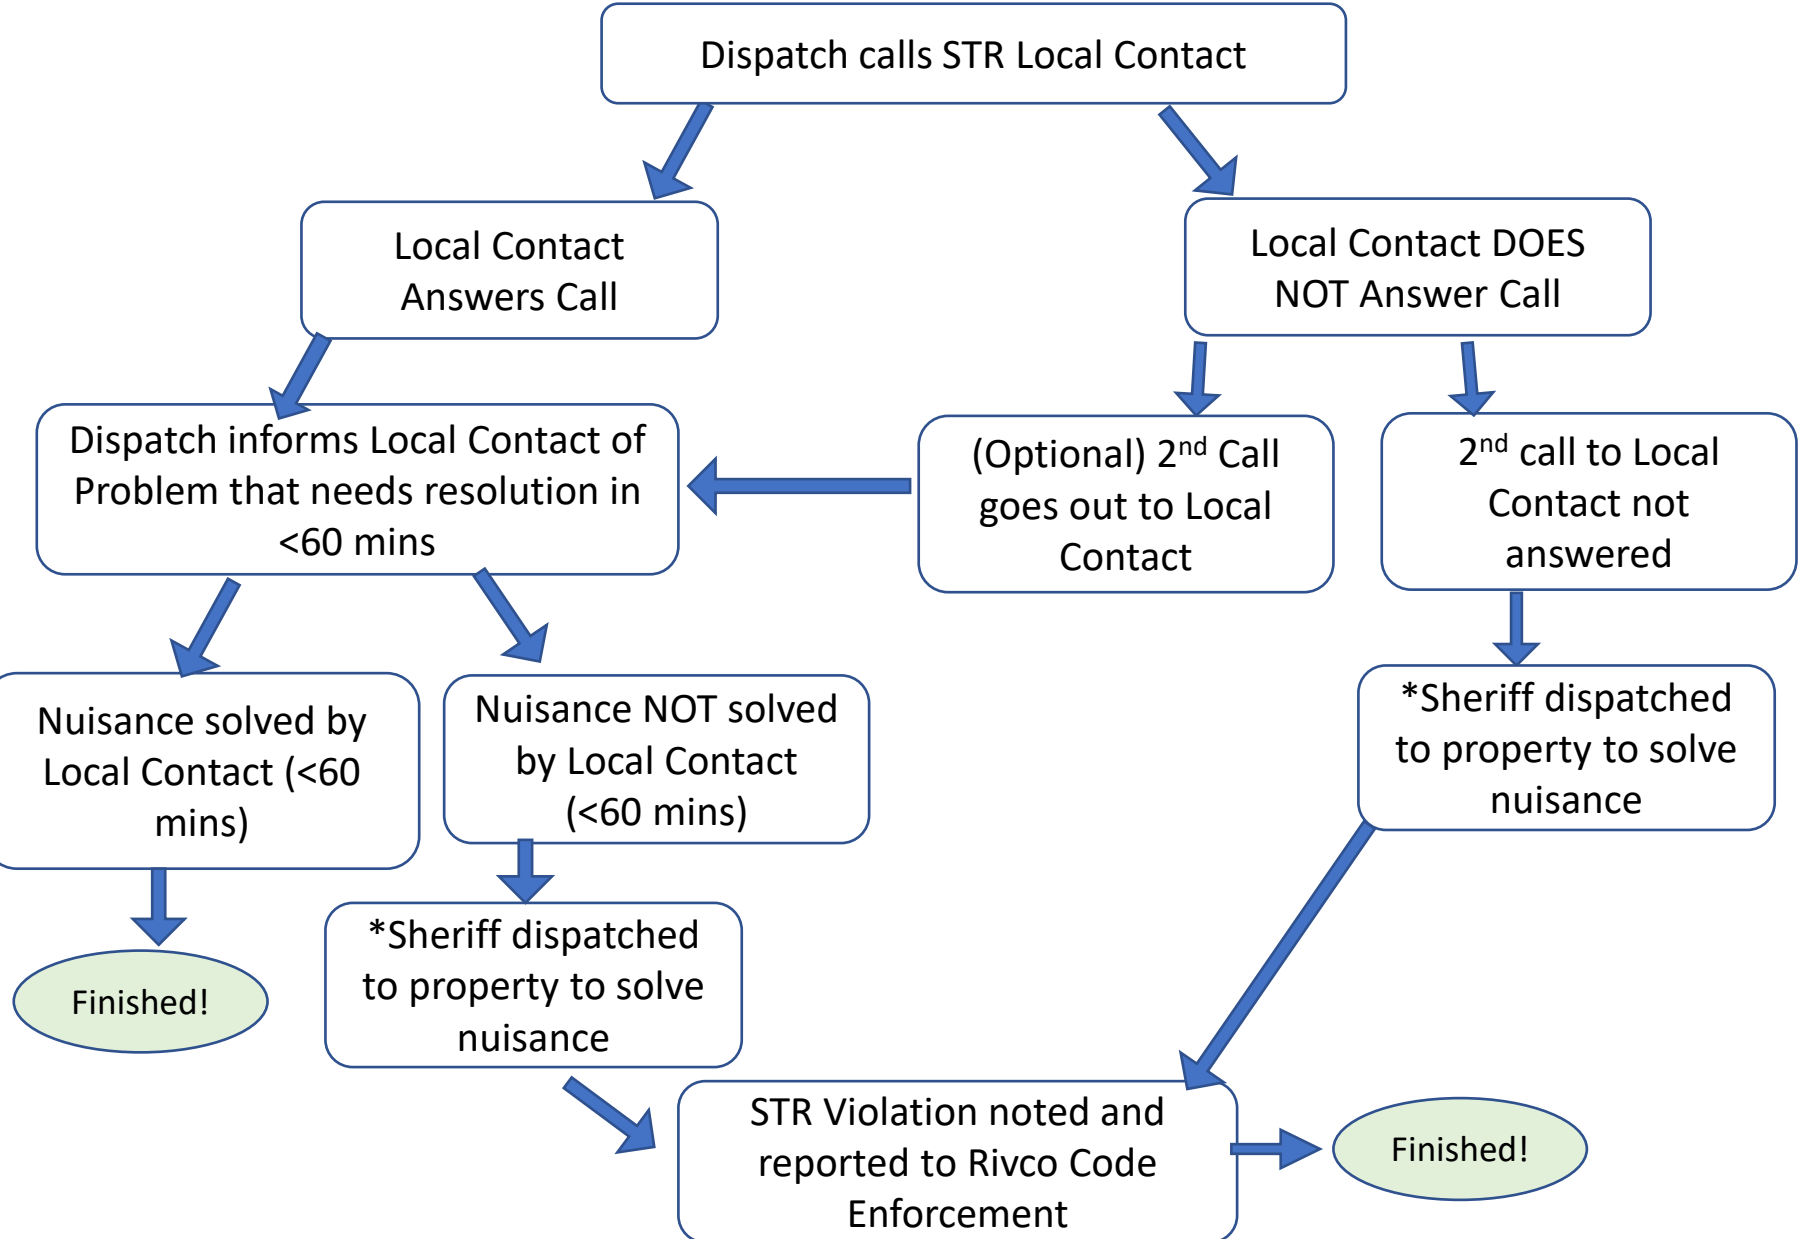 Dispatch calls STR Local Contact
Local Contact
Answers Call
Local Contact DOES
NOT Answer Call
Dispatch informs Local Contact of
Problem that needs resolution in
<60 mins
(Optional) 2nd Call
goes out to Local
Contact
2nd call to Local
Contact not
answered
Nuisance solved by
Local Contact (<60
mins)
Nuisance NOT solved
by Local Contact
(<60 mins)
*Sheriff dispatched
to property to solve
nuisance
Finished!
*Sheriff dispatched
to property to solve
nuisance
STR Violation noted and
reported to Rivco Code
Enforcement
Finished!